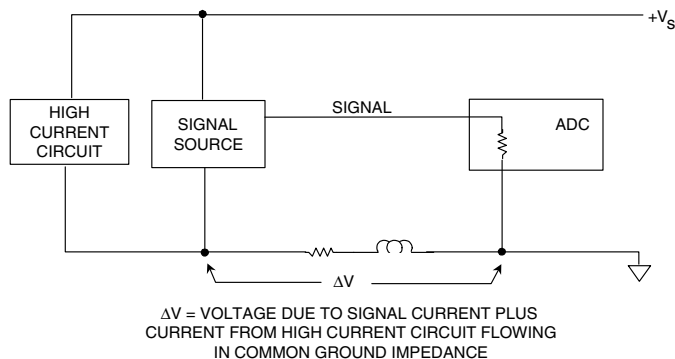 +VS
HIGH
CURRENT
CIRCUIT
SIGNAL
SOURCE
SIGNAL
ADC
ΔV
ΔV = VOLTAGE DUE TO SIGNAL CURRENT PLUS
CURRENT FROM HIGH CURRENT CIRCUIT FLOWING
IN COMMON GROUND IMPEDANCE